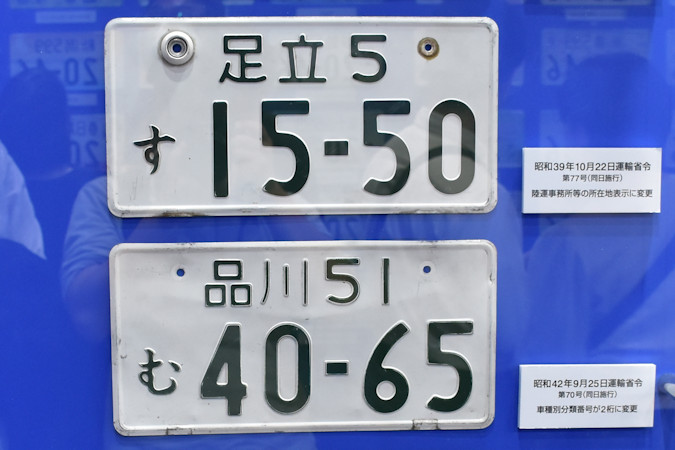 足立 5
す 15-50
昭和39年10月22日運輸省令
第77号(同日施行)
陸運事務所等の所在地表示に変更
品川 51
む 40-65
昭和42年9月25日運輸省令
第70号(同日施行)
車種別分類番号が2桁に変更